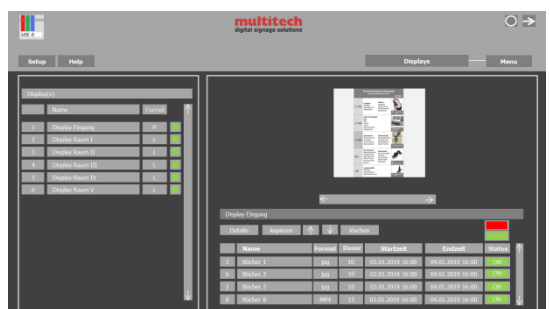 LCE -Z
multitech
digital signage solutions
Setup Help
Displays Menu
Display(s)
Name Format
1 Display Eingang P
2 Display Raum I L
3 Display Raum II L
4 Display Raum III L
5 Display Raum IV L
6 Display Raum V L
Display Eingang
Details kopieren löschen
Name Format Dauer Startzeit Endzeit Status
1 Bücher 1 jpg 10 03.01.2019 16:00 04.01.2019 16:00 ON
6 Bücher 2 jpg 10 03.01.2019 16:00 04.01.2019 16:00 ON
7 Bücher 3 jpg 10 03.01.2019 16:00 04.01.2019 16:00 ON
8 Bücher 8 MP4 15 03.01.2019 16:00 04.01.2019 16:00 ON